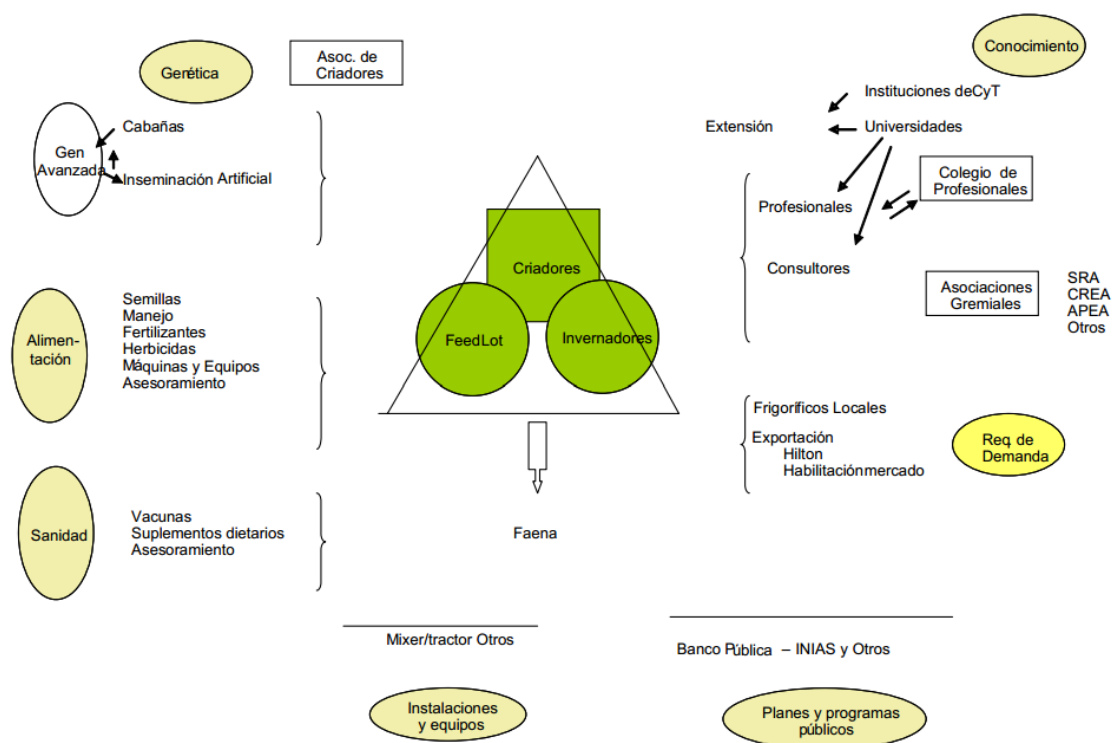 Genética
Asoc. de
Criadores
Conocimiento
Gen
Avanzada
Cabañas
Inseminación Artificial
Extensión
Instituciones deCyT
Universidades
Colegio de
Profesionales
Profesionales
Consultores
Asociaciones
Gremiales
SRA
CREA
APEA
Otros
Criadores
FeedLot
Invernadores
Alimen-
tación
Semillas
Manejo
Fertilizantes
Herbicidas
Máquinas y Equipos
Asesoramiento
Frigoríficos Locales
Exportación
Hilton
Habilitaciónmercado
Req. de
Demanda
Sanidad
Vacunas
Suplementos dietarios
Asesoramiento
Faena
Mixer/tractor Otros
Banco Pública – INIAS y Otros
Instalaciones
y equipos
Planes y programas
públicos